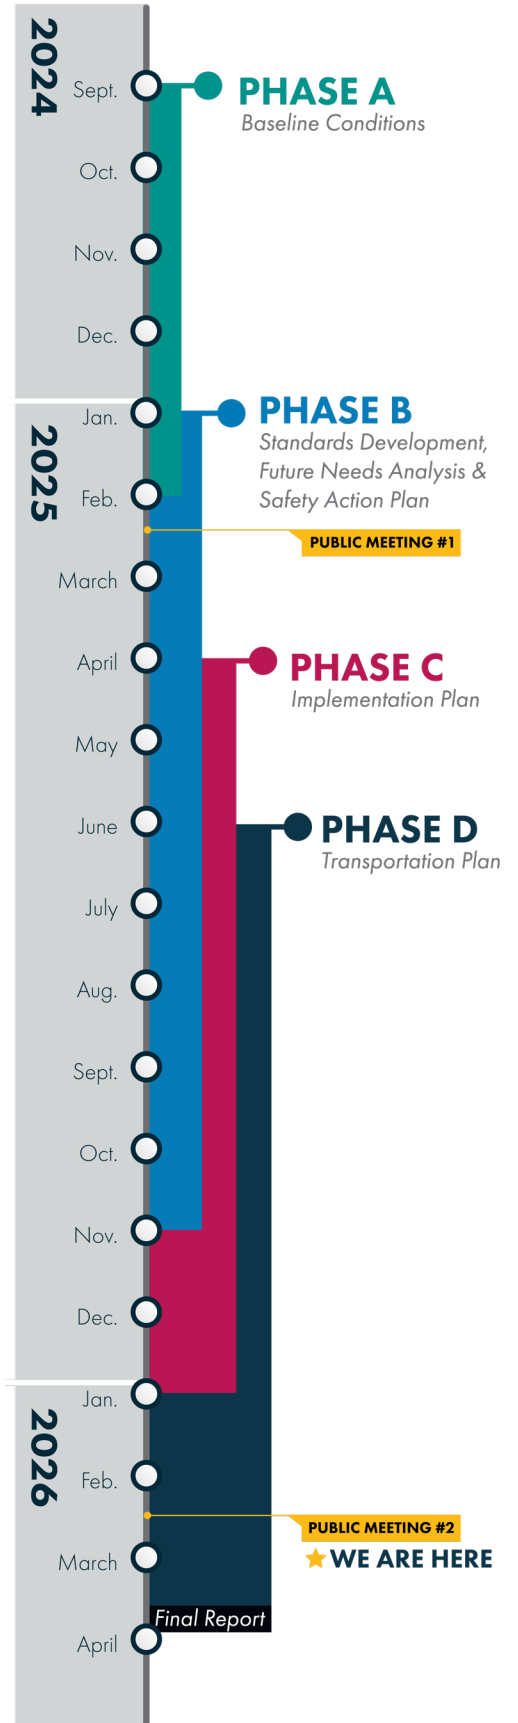 2024
Sept.
PHASE A
Baseline Conditions
Oct.
Nov.
Dec.
2025
Jan.
PHASE B
Standards Development,
Future Needs Analysis &
Safety Action Plan
Feb.
PUBLIC MEETING #1
March
April
PHASE C
Implementation Plan
May
June
PHASE D
Transportation Plan
July
Aug.
Sept.
Oct.
Nov.
Dec.
2026
Jan.
Feb.
PUBLIC MEETING #2
WE ARE HERE
March
Final Report
April